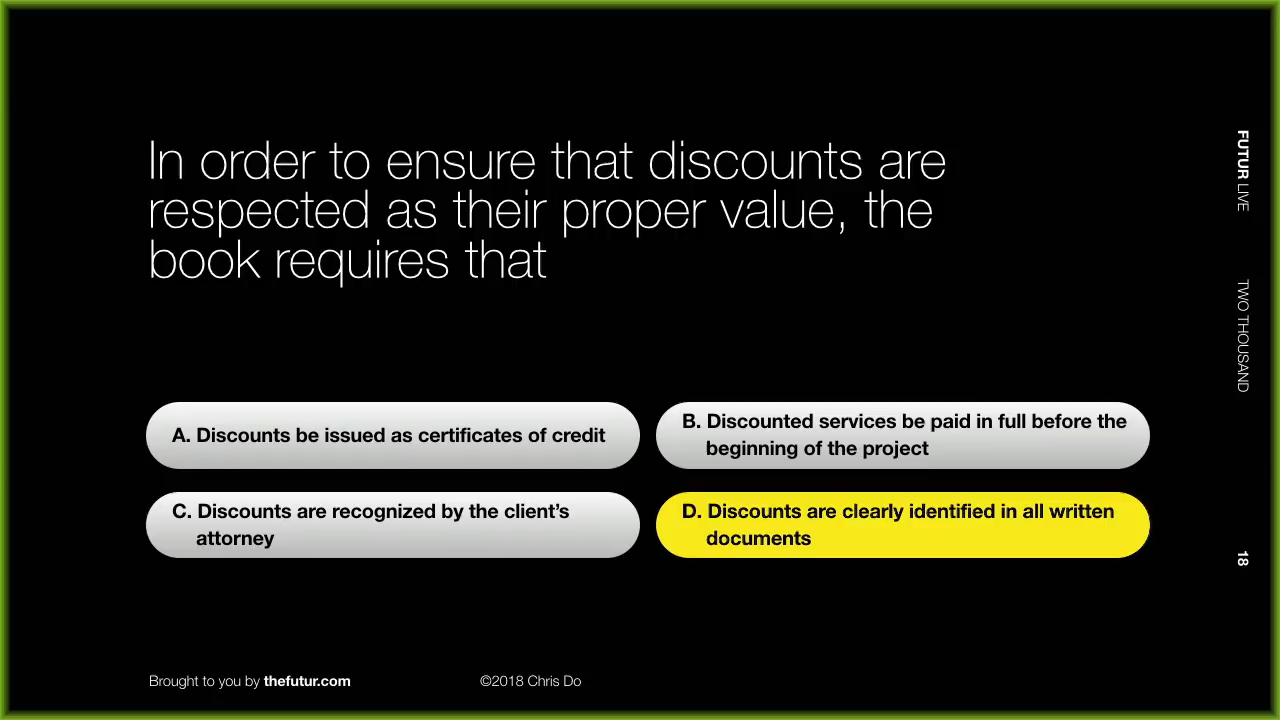 In order to ensure that discounts are
respected as their proper value, the
book requires that
A. Discounts be issued as certificates of credit
B. Discounted services be paid in full before the
beginning of the project
C. Discounts are recognized by the client’s
attorney
D. Discounts are clearly identified in all written
documents
FUTUR LIVE
TWO THOUSAND
18
Brought to you by thefutur.com
©2018 Chris Do